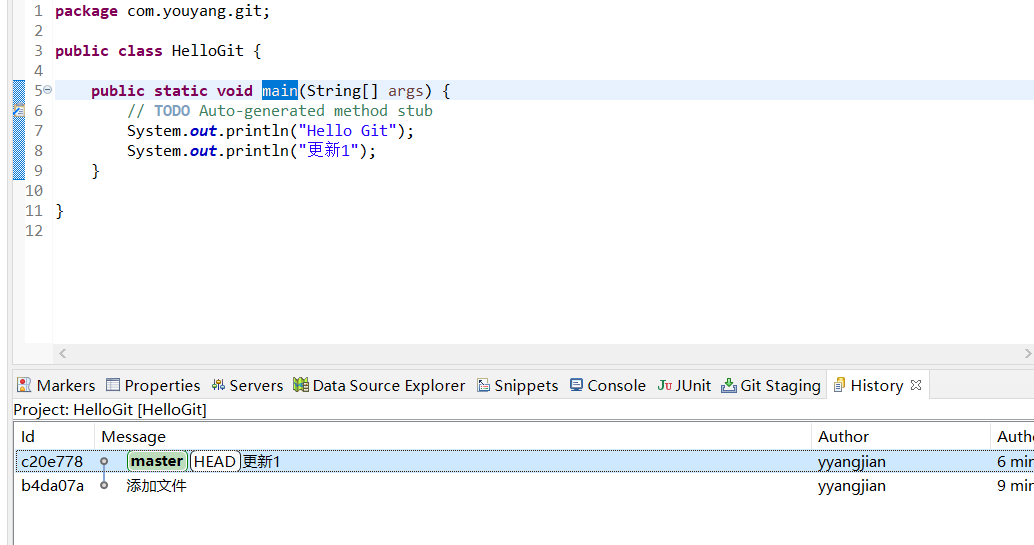 1 package com.youyang.git;
2
3 public class HelloGit {
4
5 public static void main(String[] args) {
6 // TODO Auto-generated method stub
7 System.out.println("Hello Git");
8 System.out.println("更新1");
9 }
10
11 }
12
Markers Properties Servers Data Source Explorer Snippets Console Ju JUnit Git Staging History
Project: HelloGit [HelloGit]
Id Message Author Auth
c20e778 master HEAD 更新1 yyangjian 6 min
b4da07a 添加文件 yyangjian 9 min